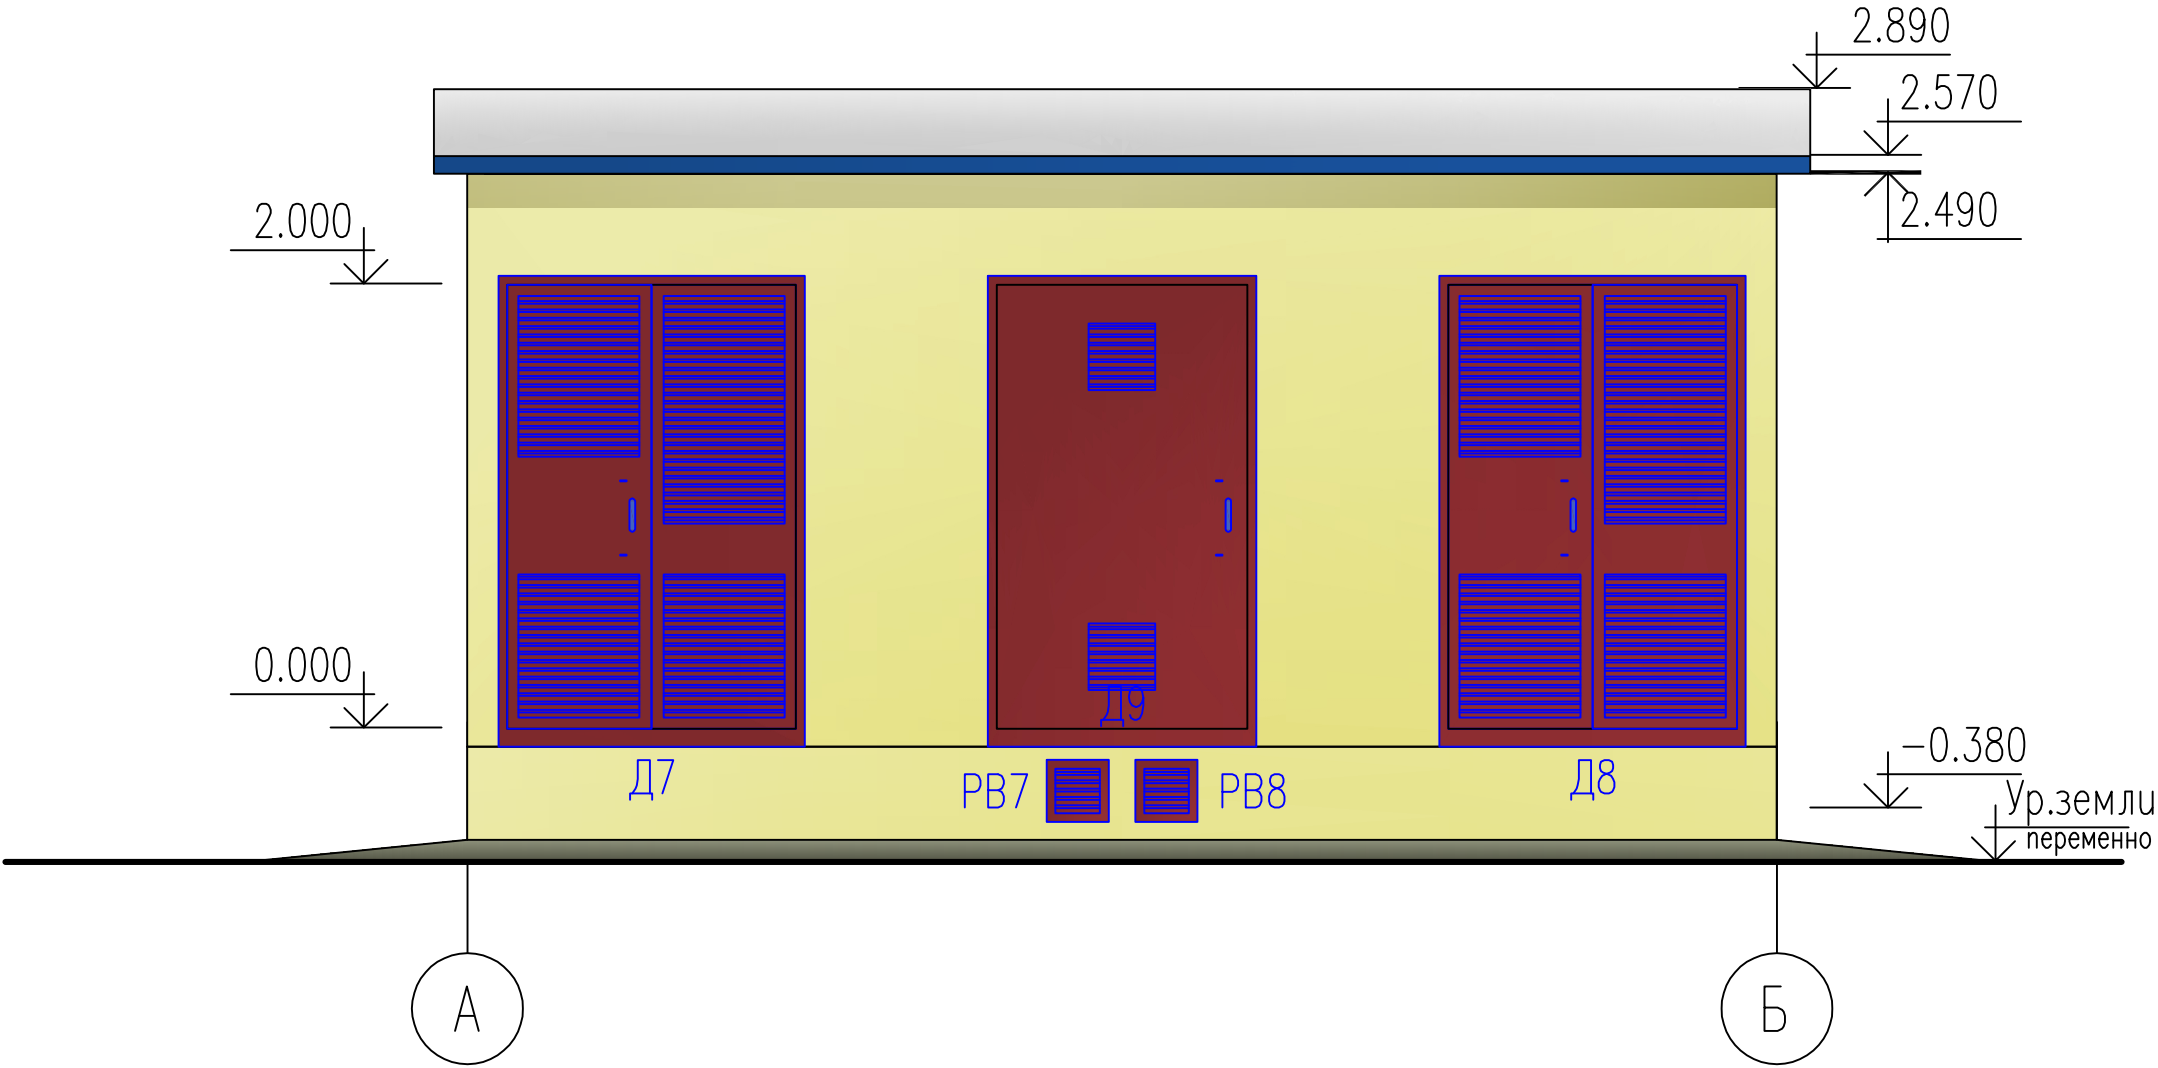 2.890
2.570
2.490
2.000
0.000
Д9
Д7
РВ7
РВ8
Д8
-0.380
Ур.земли
переменно
А
Б